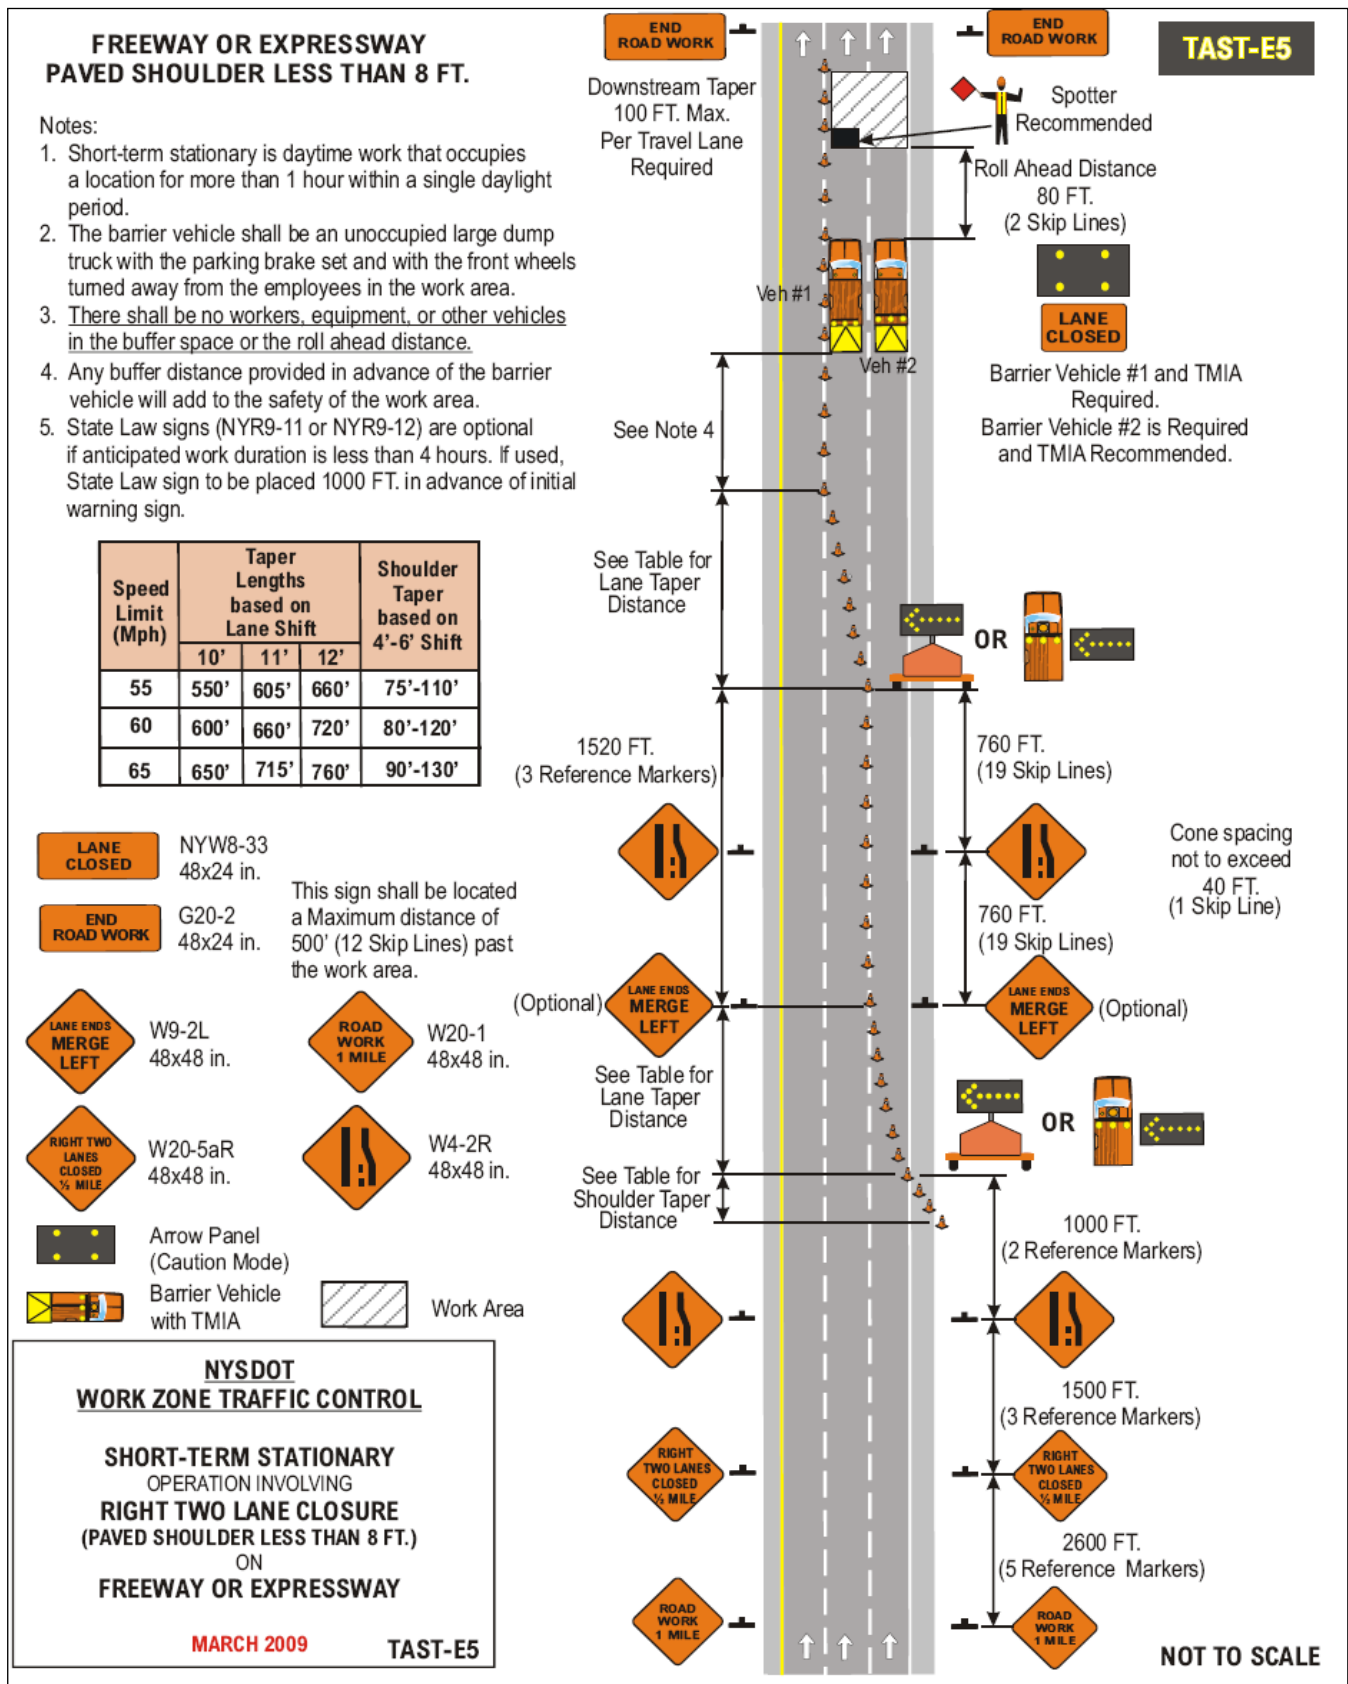 FREEWAY OR EXPRESSWAY
PAVED SHOULDER LESS THAN 8 FT.
Notes:
1. Short-term stationary is daytime work that occupies
a location for more than 1 hour within a single daylight
period.
2. The barrier vehicle shall be an unoccupied large dump
truck with the parking brake set and with the front wheels
turned away from the employees in the work area.
3. There shall be no workers, equipment, or other vehicles
in the buffer space or the roll ahead distance.
4. Any buffer distance provided in advance of the barrier
vehicle will add to the safety of the work area.
5. State Law signs (NYR9-11 or NYR9-12) are optional
if anticipated work duration is less than 4 hours. If used,
State Law sign to be placed 1000 FT. in advance of initial
warning sign.
Speed
Limit
(Mph)
Taper
Lengths
based on
Lane Shift
Shoulder
Taper
based on
4'-6' Shift
10' 11' 12'
55 550' 605' 660' 75'-110'
60 600' 660' 720' 80'-120'
65 650' 715' 760' 90'-130'
LANE
CLOSED
NYW8-33
48x24 in.
END
ROAD WORK
G20-2
48x24 in.
This sign shall be located
a Maximum distance of
500' (12 Skip Lines) past
the work area.
LANE ENDS
MERGE
LEFT
W9-2L
48x48 in.
ROAD
WORK
1 MILE
W20-1
48x48 in.
RIGHT TWO
LANES
CLOSED
½ MILE
W20-5aR
48x48 in.
W4-2R
48x48 in.
Arrow Panel
(Caution Mode)
Barrier Vehicle
with TMIA
Work Area
NYSDOT
WORK ZONE TRAFFIC CONTROL
SHORT-TERM STATIONARY
OPERATION INVOLVING
RIGHT TWO LANE CLOSURE
(PAVED SHOULDER LESS THAN 8 FT.)
ON
FREEWAY OR EXPRESSWAY
MARCH 2009 TAST-E5
END
ROAD WORK
END
ROAD WORK
TAST-E5
Downstream Taper
100 FT. Max.
Per Travel Lane
Required
Spotter
Recommended
Roll Ahead Distance
80 FT.
(2 Skip Lines)
Veh #1
Veh #2
LANE
CLOSED
Barrier Vehicle #1 and TMIA
Required.
Barrier Vehicle #2 is Required
and TMIA Recommended.
See Note 4
See Table for
Lane Taper
Distance
OR
1520 FT.
(3 Reference Markers)
760 FT.
(19 Skip Lines)
Cone spacing
not to exceed
40 FT.
(1 Skip Line)
760 FT.
(19 Skip Lines)
(Optional)
LANE ENDS
MERGE
LEFT
LANE ENDS
MERGE
LEFT
(Optional)
See Table for
Lane Taper
Distance
OR
See Table for
Shoulder Taper
Distance
1000 FT.
(2 Reference Markers)
1500 FT.
(3 Reference Markers)
RIGHT
TWO LANES
CLOSED
½ MILE
RIGHT
TWO LANES
CLOSED
½ MILE
2600 FT.
(5 Reference Markers)
ROAD
WORK
1 MILE
ROAD
WORK
1 MILE
NOT TO SCALE